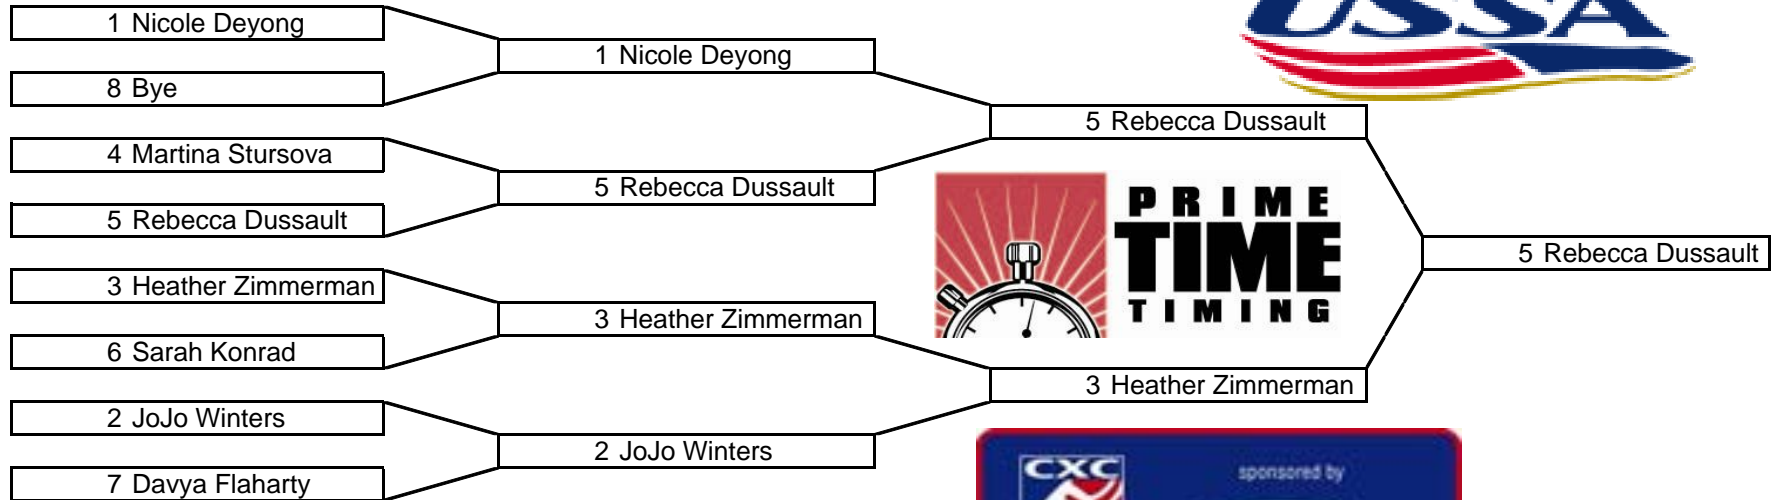 USSA
1 Nicole Deyong
8 Bye
4 Martina Stursova
5 Rebecca Dussault
3 Heather Zimmerman
6 Sarah Konrad
2 JoJo Winters
7 Davya Flaharty
1 Nicole Deyong
5 Rebecca Dussault
3 Heather Zimmerman
2 JoJo Winters
5 Rebecca Dussault
3 Heather Zimmerman
5 Rebecca Dussault
PRIME
TIME
TIMING
CXC
sponsored by